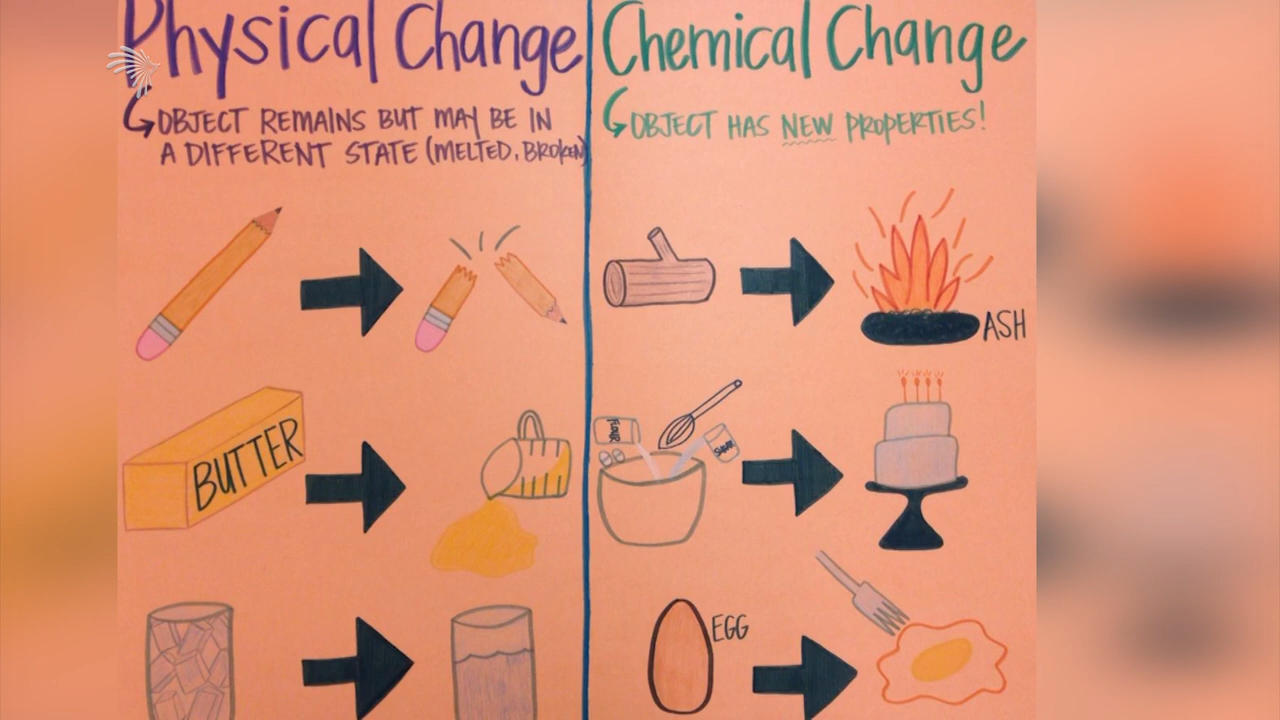 Physical Change
OBJECT REMAINS BUT MAY BE IN
A DIFFERENT STATE (MELTED, BROKEN)
BUTTER
Chemical Change
OBJECT HAS NEW PROPERTIES!
ASH
FLOUR
SUGAR
EGG